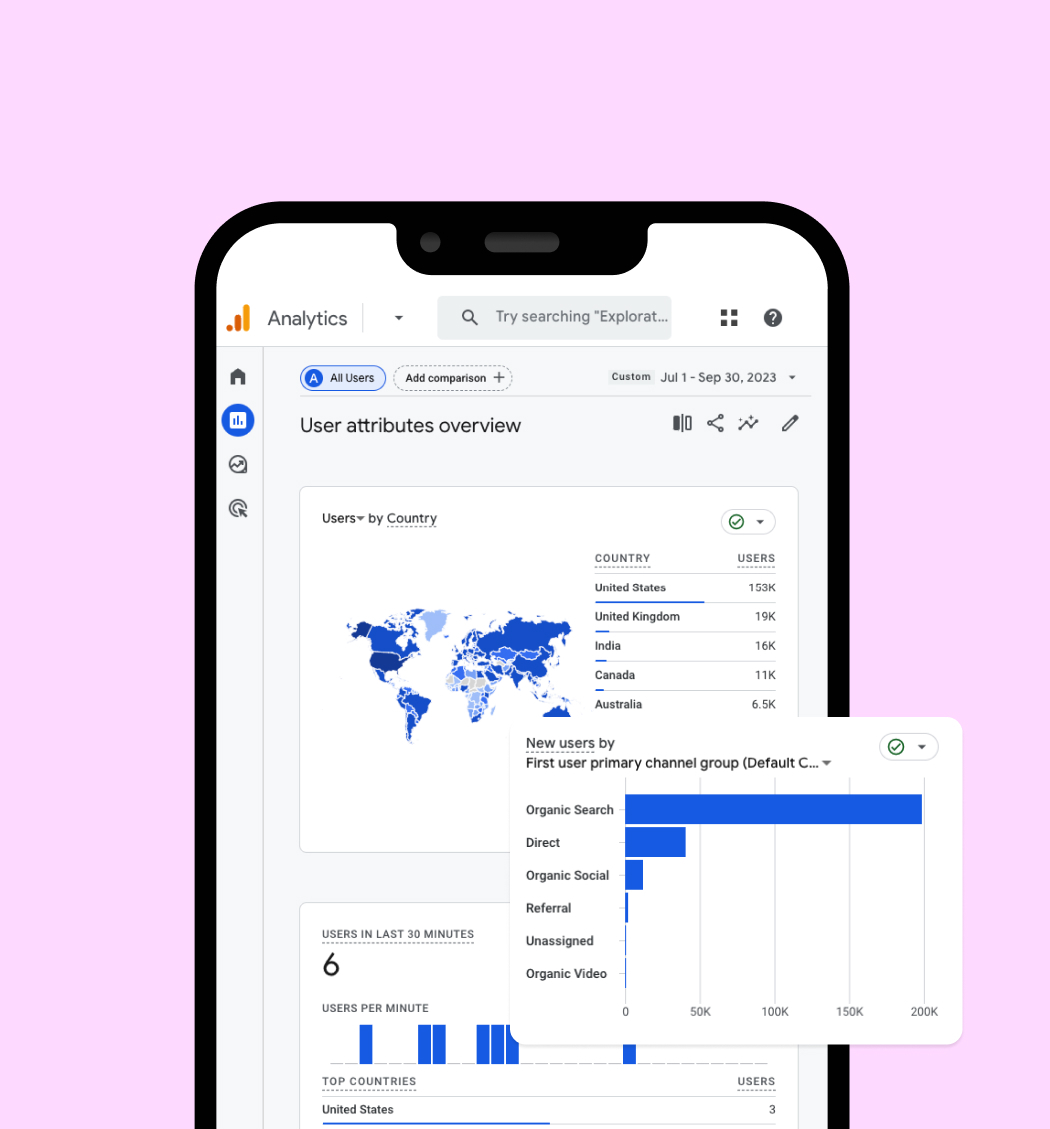 Analytics
Try searching "Explorat...
A All Users
Add comparison
Custom Jul 1 - Sep 30, 2023
User attributes overview
Users by Country
COUNTRY USERS
United States 153K
United Kingdom 19K
India 16K
Canada 11K
Australia 6.5K
New users by
First user primary channel group (Default C...
Organic Search
Direct
Organic Social
Referral
Unassigned
Organic Video
0 50K 100K 150K 200K
USERS IN LAST 30 MINUTES
6
USERS PER MINUTE
TOP COUNTRIES USERS
United States 3